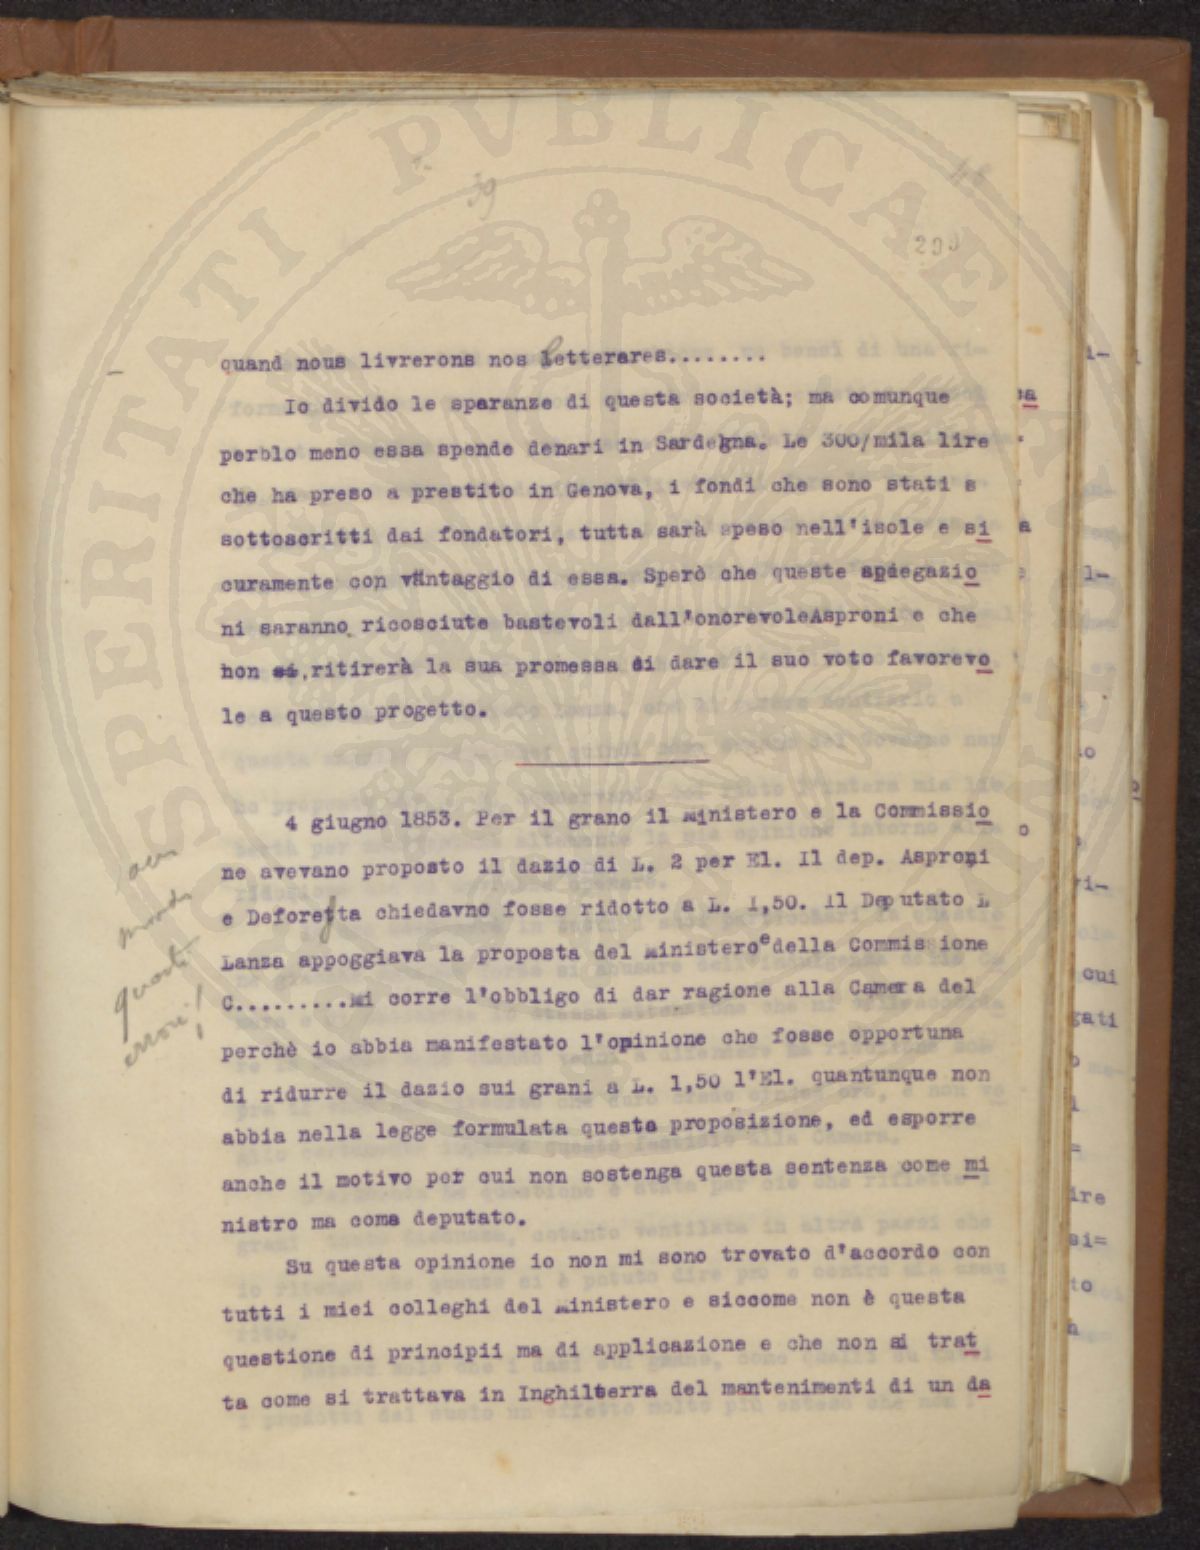 39
200
quand nous livrerons nos letterares........
Io divido le speranze di questa società; ma comunque
perblo meno essa spende denari in Sardegna. Le 300/mila lire
che ha preso a prestito in Genova, i fondi che sono stati s
sottoscritti dai fondatori, tutta sarà speso nell'isole e si
curamente con vantaggio di essa. Sperò che queste spiegazio
ni saranno ricosciute bastevoli dall'onorevoleAsproni e che
non si, ritirerà la sua promessa di dare il suo voto favorevo
le a questo progetto.
4 giugno 1853. Per il grano il Ministero e la Commissio
ne avevano proposto il dazio di L. 2 per El. Il dep. Asproni
e Deforetta chiedavno fosse ridotto a L. I,50. Il Deputato L
Lanza appoggiava la proposta del Ministero e della Commissione
C.........Mi corre l'obbligo di dar ragione alla Camera del
perchè io abbia manifestato l'opinione che fosse opportuna
di ridurre il dazio sui grani a L. 1,50 l'El. quantunque non
abbia nella legge formulata questa proposizione, ed esporre
anche il motivo per cui non sostenga questa sentenza come mi
nistro ma come deputato.
Su questa opinione io non mi sono trovato d'accordo con
tutti i miei colleghi del Ministero e siccome non è questa
questione di principii ma di applicazione e che non si trat
ta come si trattava in Inghilterra del mantenimenti di un da
quanti
errori!
PROSPERITATI PVBLICAE AVGENDAE